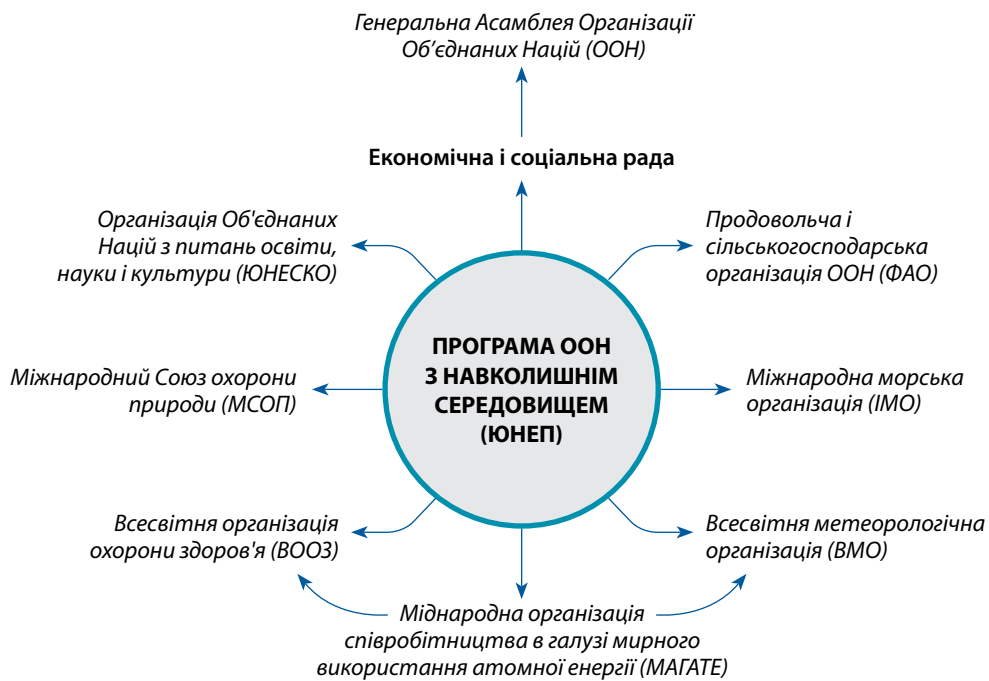 Генеральна Асамблея Організації
Об’єднаних Націй (ООН)
Економічна і соціальна рада
Організація Об'єднаних
Націй з питань освіти,
науки і культури (ЮНЕСКО)
Продовольча і
сільськогосподарська
організація ООН (ФАО)
ПРОГРАМА ООН
З НАВКОЛИШНІМ
СЕРЕДОВИЩЕМ
(ЮНЕП)
Міжнародний Союз охорони
природи (МСОП)
Міжнародна морська
організація (ІМО)
Всесвітня організація
охорони здоров'я (ВООЗ)
Всесвітня метеорологічна
організація (ВМО)
Міднародна організація
співробітництва в галузі мирного
використання атомної енергії (МАГАТЕ)